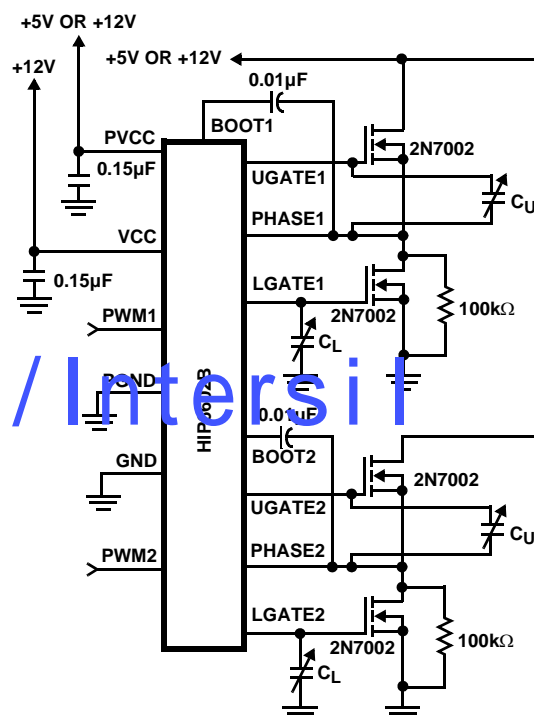 +5V OR +12V
+12V
+5V OR +12V
0.01µF
BOOT1
PVCC
2N7002
0.15µF
UGATE1
CU
VCC
PHASE1
0.15µF
LGATE1
100kΩ
2N7002
PWM1
CL
PGND
/Intersil
HIP6602B
0.01µF
BOOT2
GND
2N7002
UGATE2
CU
PHASE2
PWM2
LGATE2
100kΩ
2N7002
CL